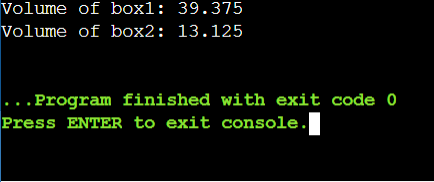 Volume of box1: 39.375
Volume of box2: 13.125
...Program finished with exit code 0
Press ENTER to exit console.